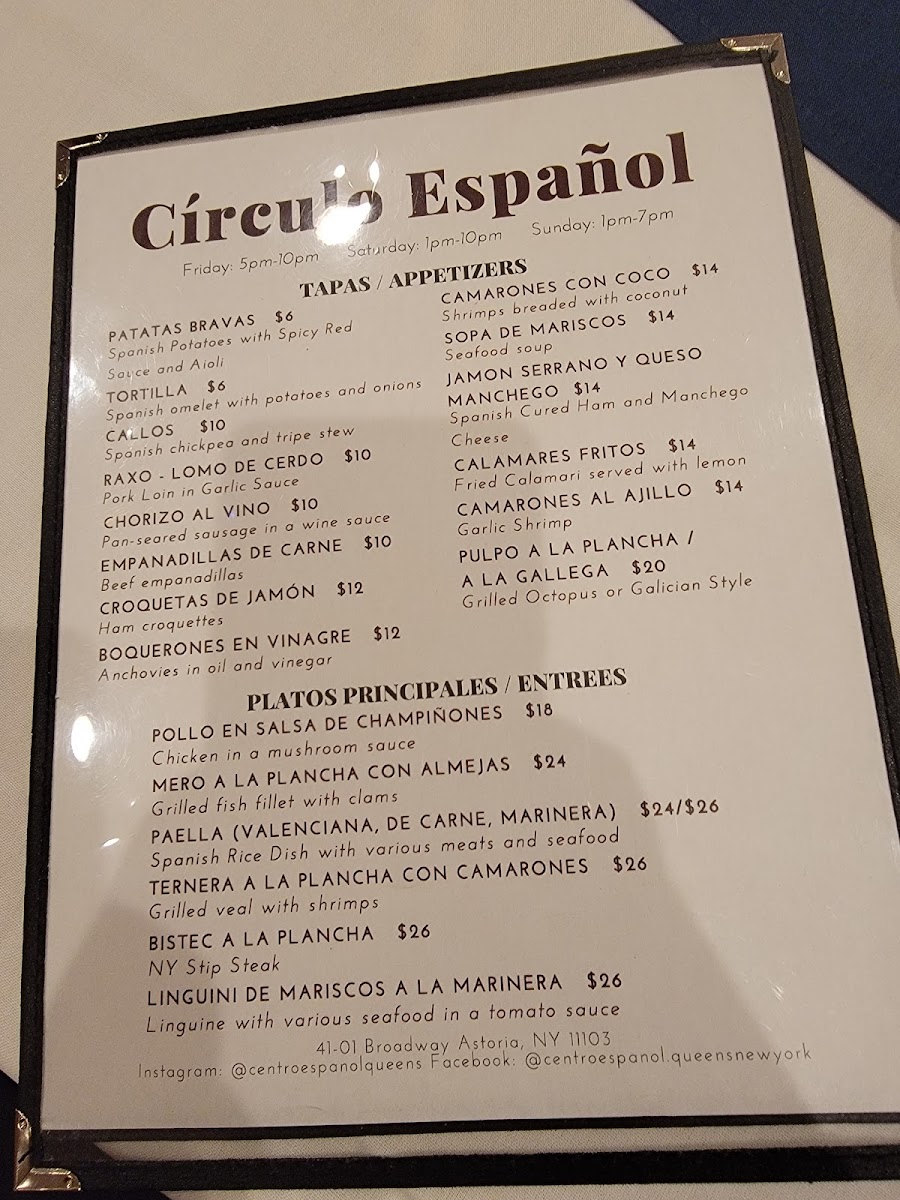 Círculo Español
Friday: 5pm-10pm Saturday: 1pm-10pm Sunday: 1pm-7pm
TAPAS / APPETIZERS
PATATAS BRAVAS $6
Spanish Potatoes with Spicy Red
Sauce and Aioli
TORTILLA $6
Spanish omelet with potatoes and onions
CALLOS $10
Spanish chickpea and tripe stew
RAXO - LOMO DE CERDO $10
Pork Loin in Garlic Sauce
CHORIZO AL VINO $10
Pan-seared sausage in a wine sauce
EMPANADILLAS DE CARNE $10
Beef empanadillas
CROQUETAS DE JAMÓN $12
Ham croquettes
BOQUERONES EN VINAGRE $12
Anchovies in oil and vinegar
CAMARONES CON COCO $14
Shrimps breaded with coconut
SOPA DE MARISCOS $14
Seafood soup
JAMON SERRANO Y QUESO
MANCHEGO $14
Spanish Cured Ham and Manchego
Cheese
CALAMARES FRITOS $14
Fried Calamari served with lemon
CAMARONES AL AJILLO $14
Garlic Shrimp
PULPO A LA PLANCHA /
A LA GALLEGA $20
Grilled Octopus or Galician Style
PLATOS PRINCIPALES / ENTREES
POLLO EN SALSA DE CHAMPIÑONES $18
Chicken in a mushroom sauce
MERO A LA PLANCHA CON ALMEJAS $24
Grilled fish fillet with clams
PAELLA (VALENCIANA, DE CARNE, MARINERA) $24/$26
Spanish Rice Dish with various meats and seafood
TERNERA A LA PLANCHA CON CAMARONES $26
Grilled veal with shrimps
BISTEC A LA PLANCHA $26
NY Stip Steak
LINGUINI DE MARISCOS A LA MARINERA $26
Linguine with various seafood in a tomato sauce
41-01 Broadway Astoria, NY 11103
Instagram: @centroespanolqueens Facebook: @centroespanol.queensnewyork